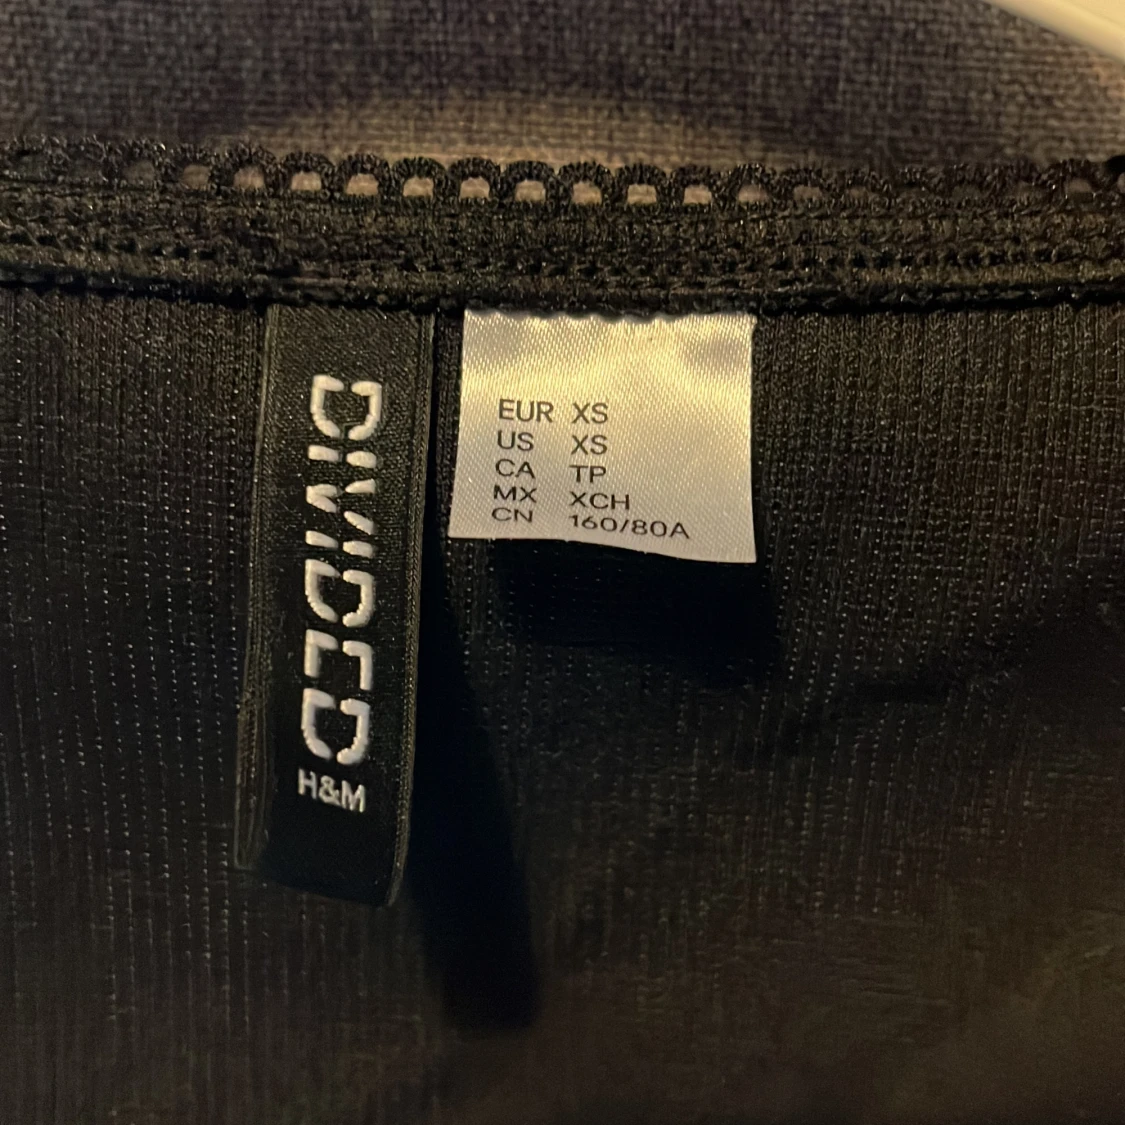 DIVIDED
H&M
EUR XS
US XS
CA TP
MX XCH
CN 160/80A